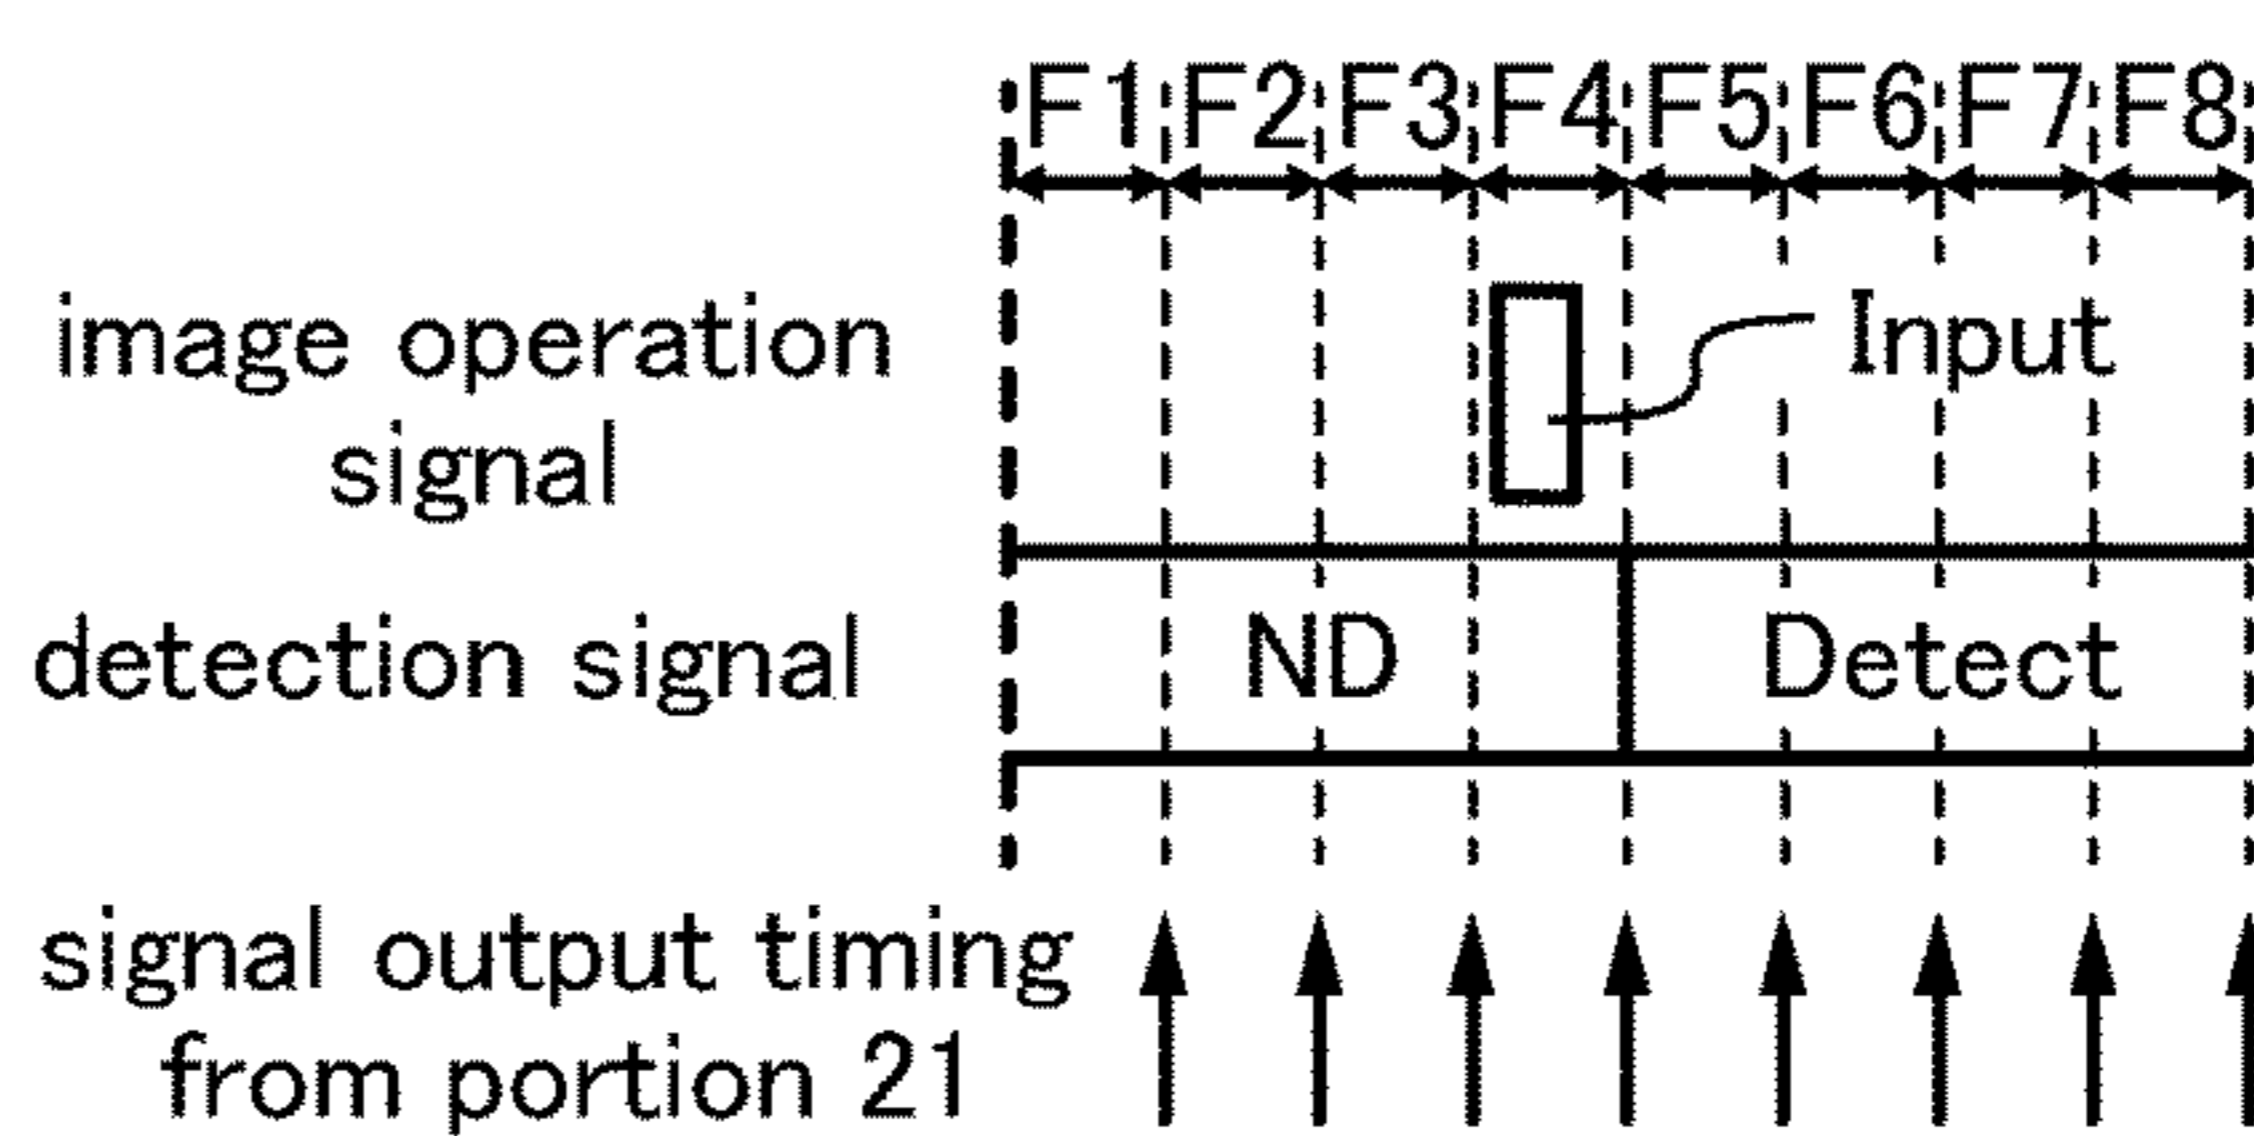 F1 F2 F3 F4 F5 F6 F7 F8
image operation
signal
Input
detection signal
ND
Detect
signal output timing
from portion 21